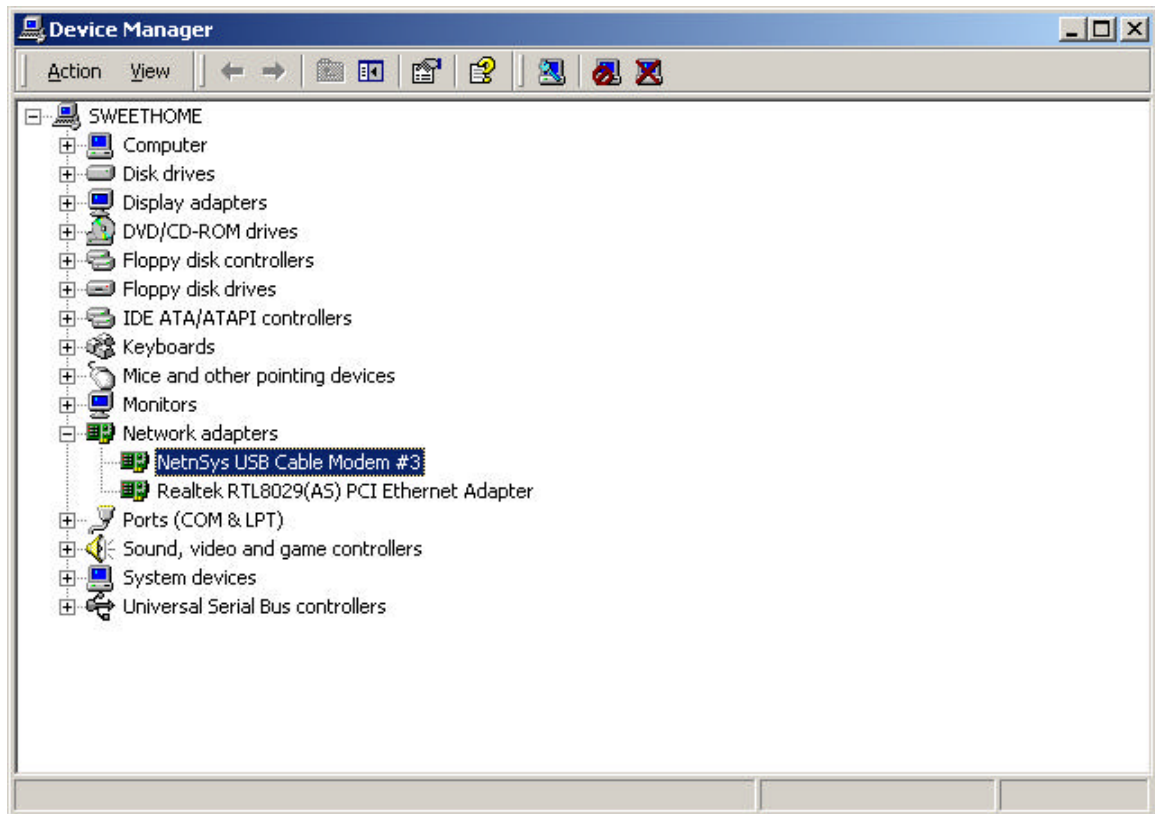 Device Manager
Action View
SWEETHOME
Computer
Disk drives
Display adapters
DVD/CD-ROM drives
Floppy disk controllers
Floppy disk drives
IDE ATA/ATAPI controllers
Keyboards
Mice and other pointing devices
Monitors
Network adapters
NetnSys USB Cable Modem #3
Realtek RTL8029(AS) PCI Ethernet Adapter
Ports (COM & LPT)
Sound, video and game controllers
System devices
Universal Serial Bus controllers